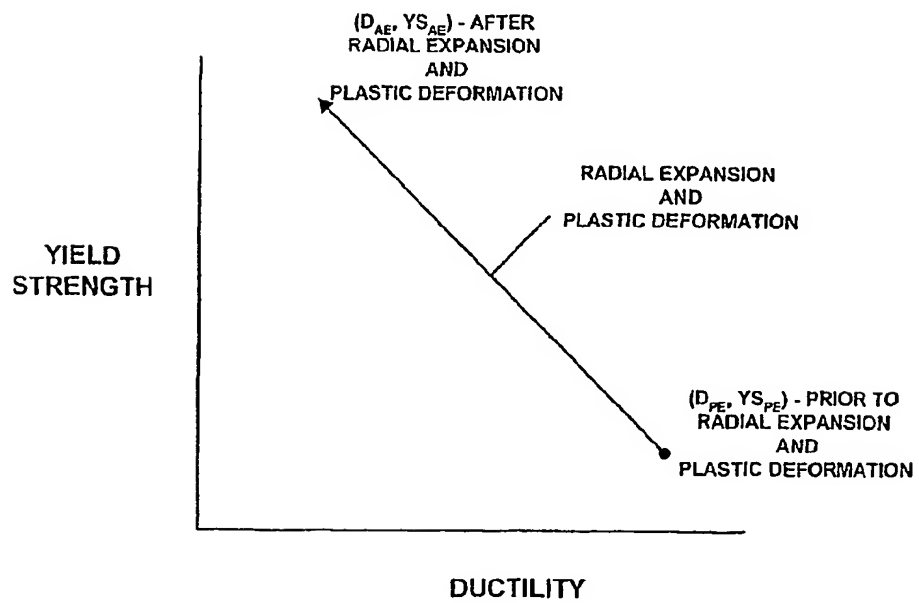 (D_AE, YS_AE) - AFTER
RADIAL EXPANSION
AND
PLASTIC DEFORMATION
RADIAL EXPANSION
AND
PLASTIC DEFORMATION
YIELD
STRENGTH
(D_PE, YS_PE) - PRIOR TO
RADIAL EXPANSION
AND
PLASTIC DEFORMATION
DUCTILITY